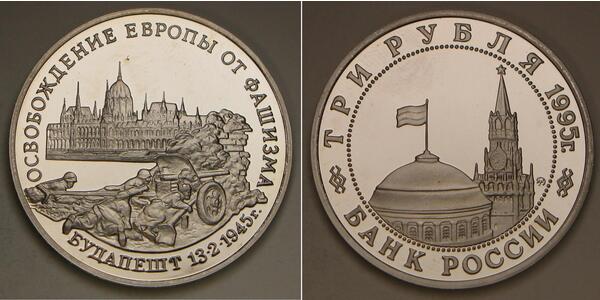 ОСВОБОЖДЕНИЕ ЕВРОПЫ ОТ ФАШИЗМА
БУДАПЕШТ 13·2·1945г.
ТРИ РУБЛЯ 1995г.
БАНК РОССИИ